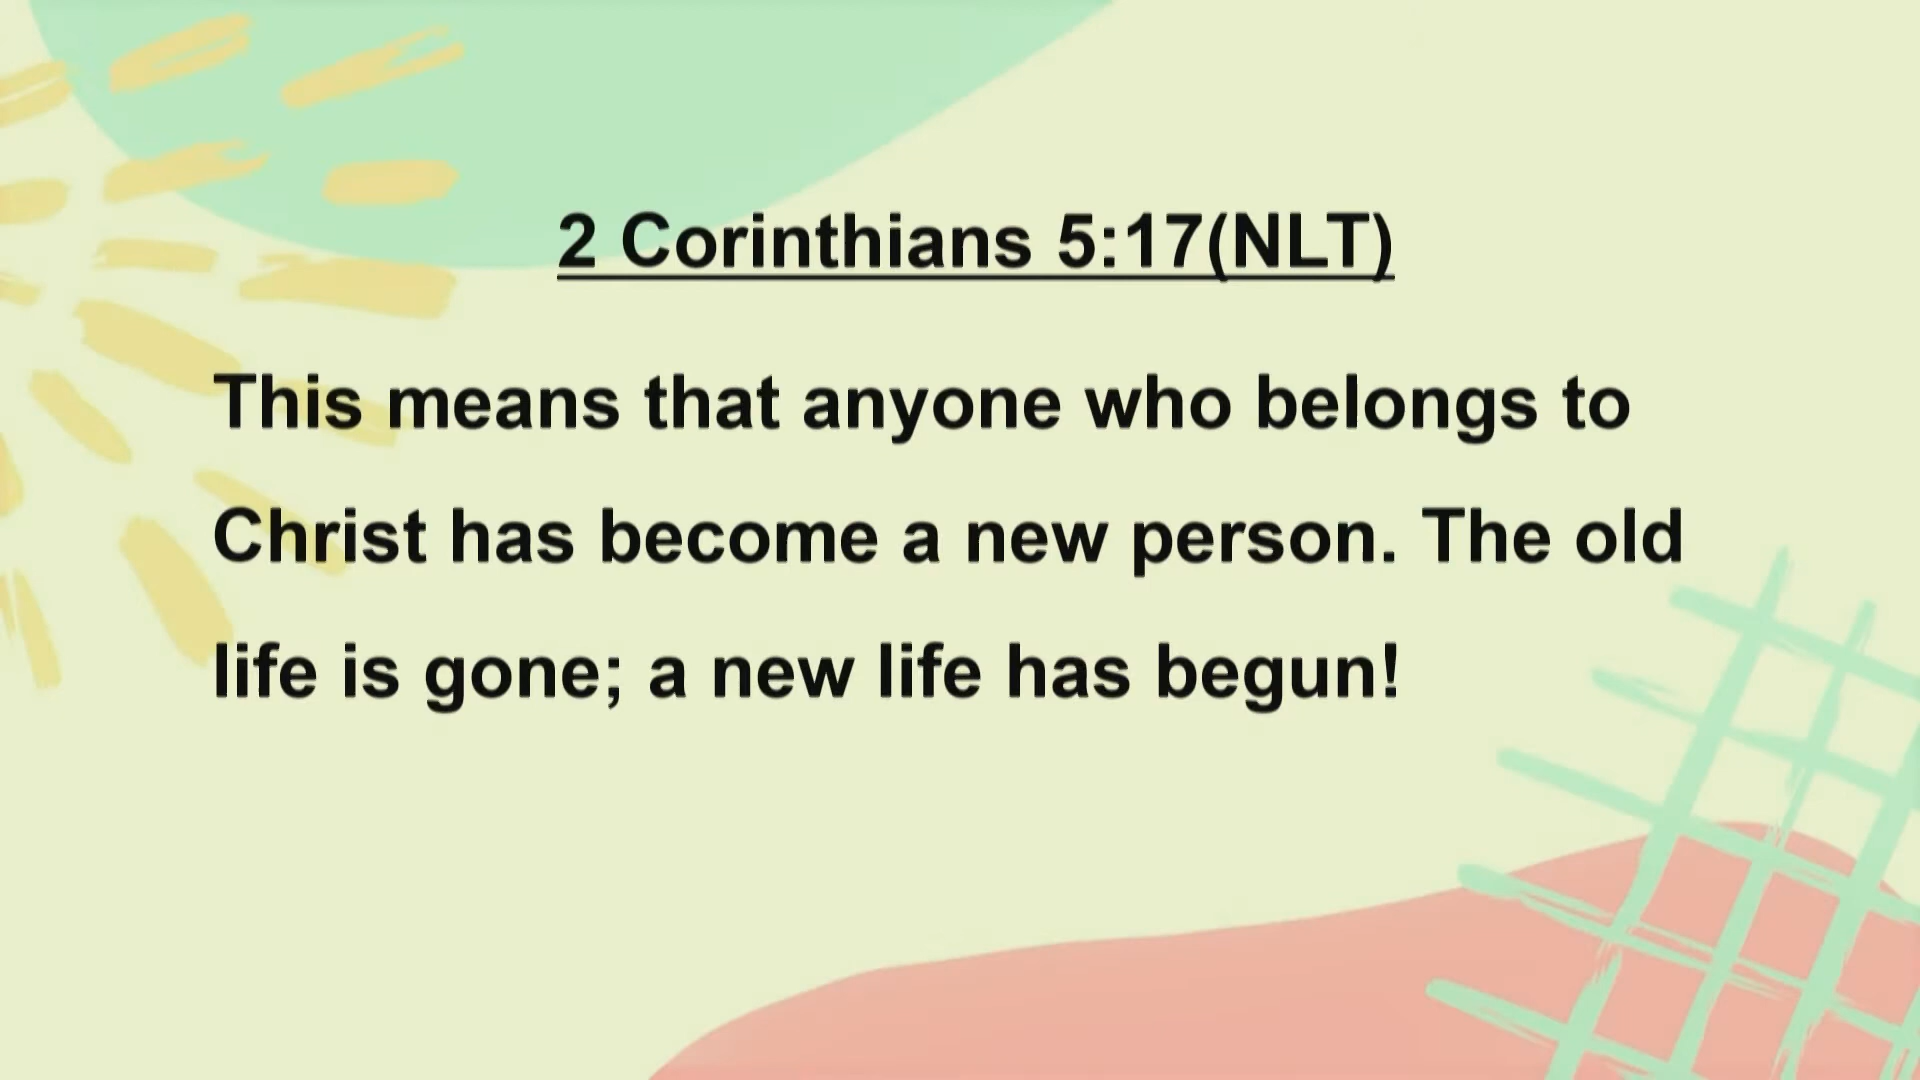 2 Corinthians 5:17(NLT)
This means that anyone who belongs to
Christ has become a new person. The old
life is gone; a new life has begun!